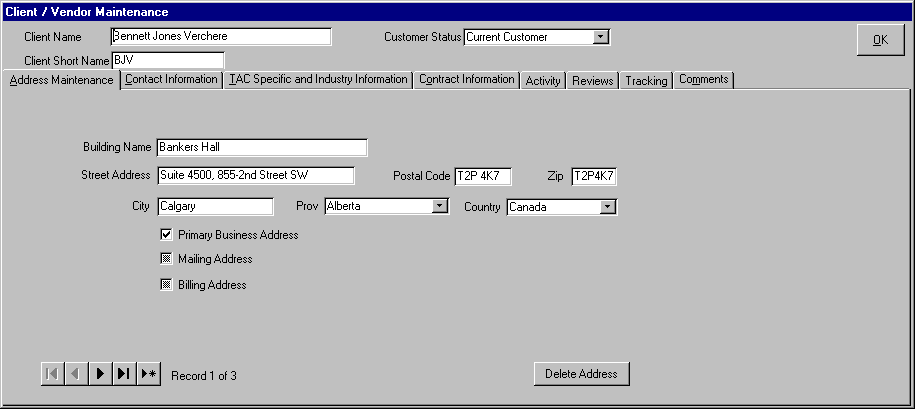 Client / Vendor Maintenance
Client Name Bennett Jones Verchere Customer Status Current Customer OK
Client Short Name BJV
Address Maintenance Contact Information TAC Specific and Industry Information Contract Information Activity Reviews Tracking Comments
Building Name Bankers Hall
Street Address Suite 4500, 855-2nd Street SW Postal Code T2P 4K7 Zip T2P4K7
City Calgary Prov Alberta Country Canada
Primary Business Address
Mailing Address
Billing Address
Record 1 of 3 Delete Address